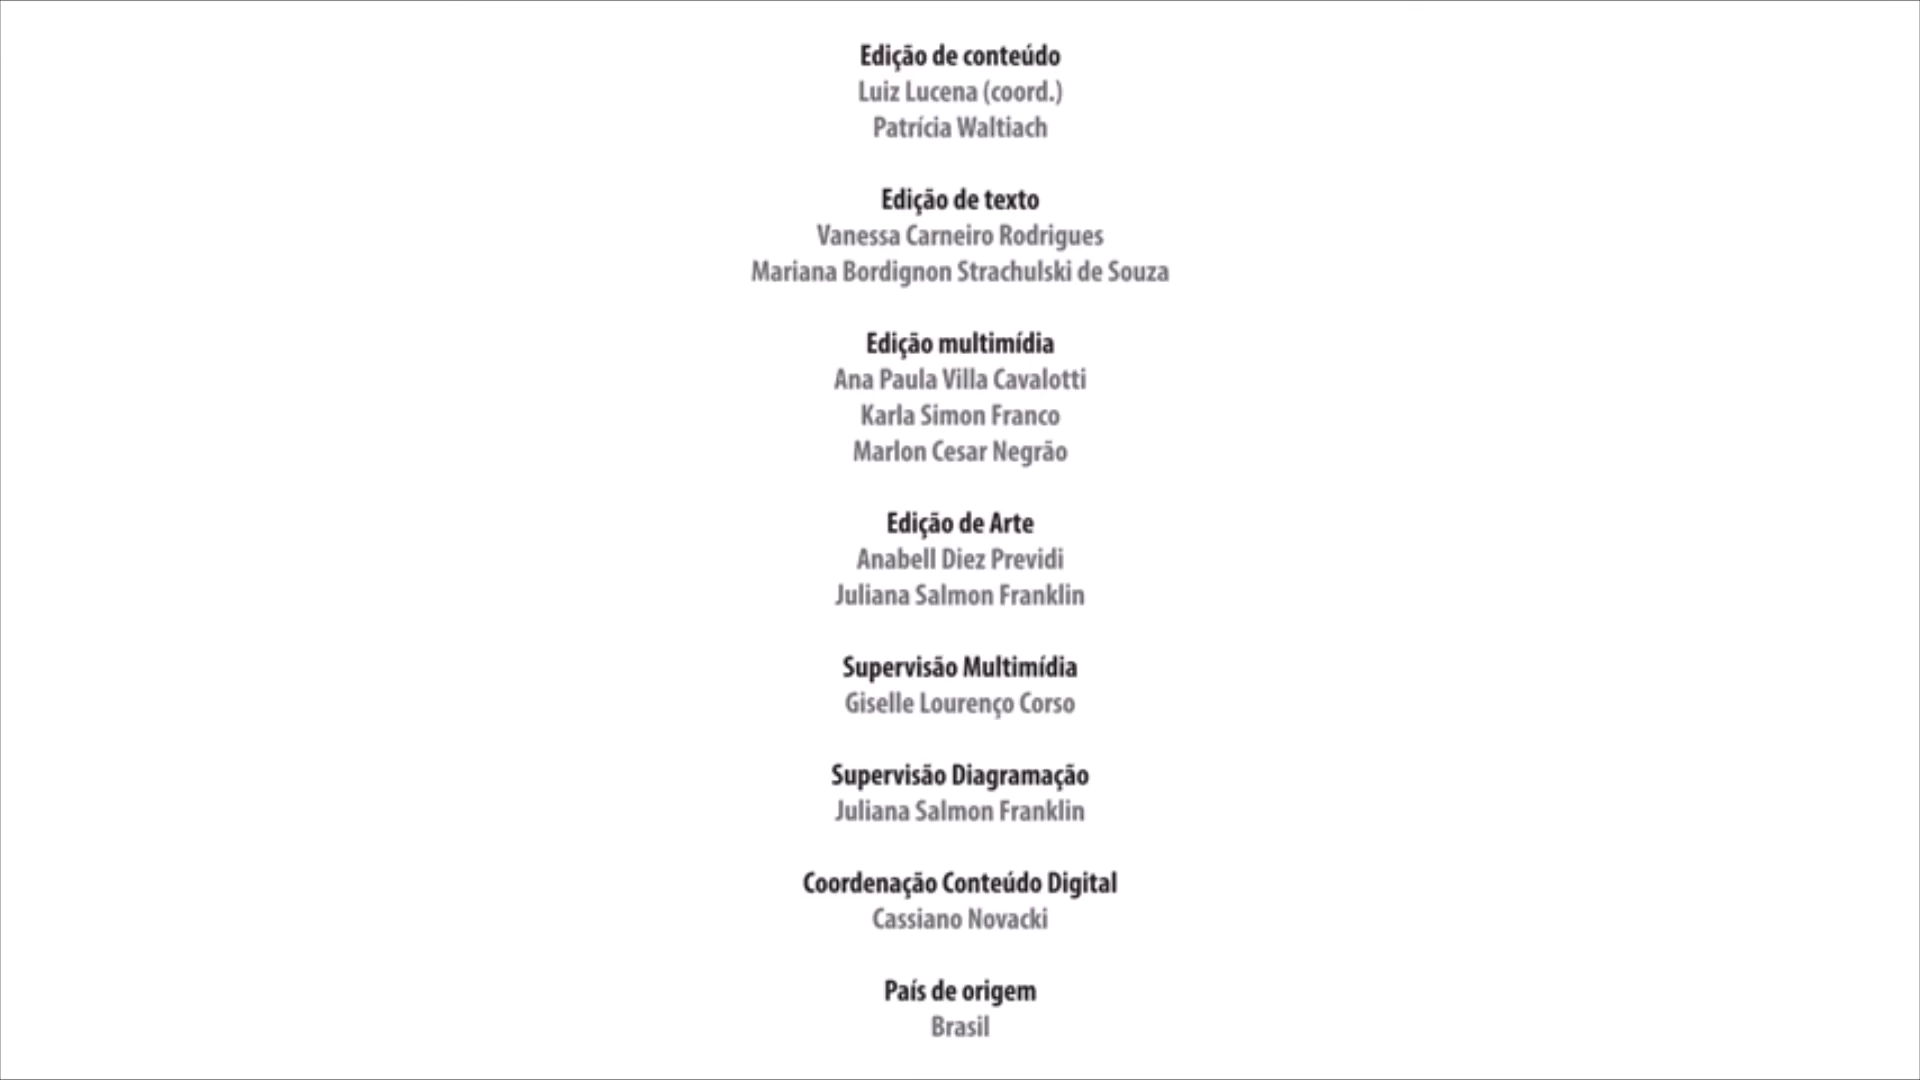 Edição de conteúdo
Luiz Lucena (coord.)
Patrícia Waltiach
Edição de texto
Vanessa Carneiro Rodrigues
Mariana Bordignon Strachulski de Souza
Edição multimídia
Ana Paula Villa Cavalotti
Karla Simon Franco
Marlon Cesar Negrão
Edição de Arte
Anabell Diez Previdi
Juliana Salmon Franklin
Supervisão Multimídia
Giselle Lourenço Corso
Supervisão Diagramação
Juliana Salmon Franklin
Coordenação Conteúdo Digital
Cassiano Novacki
País de origem
Brasil